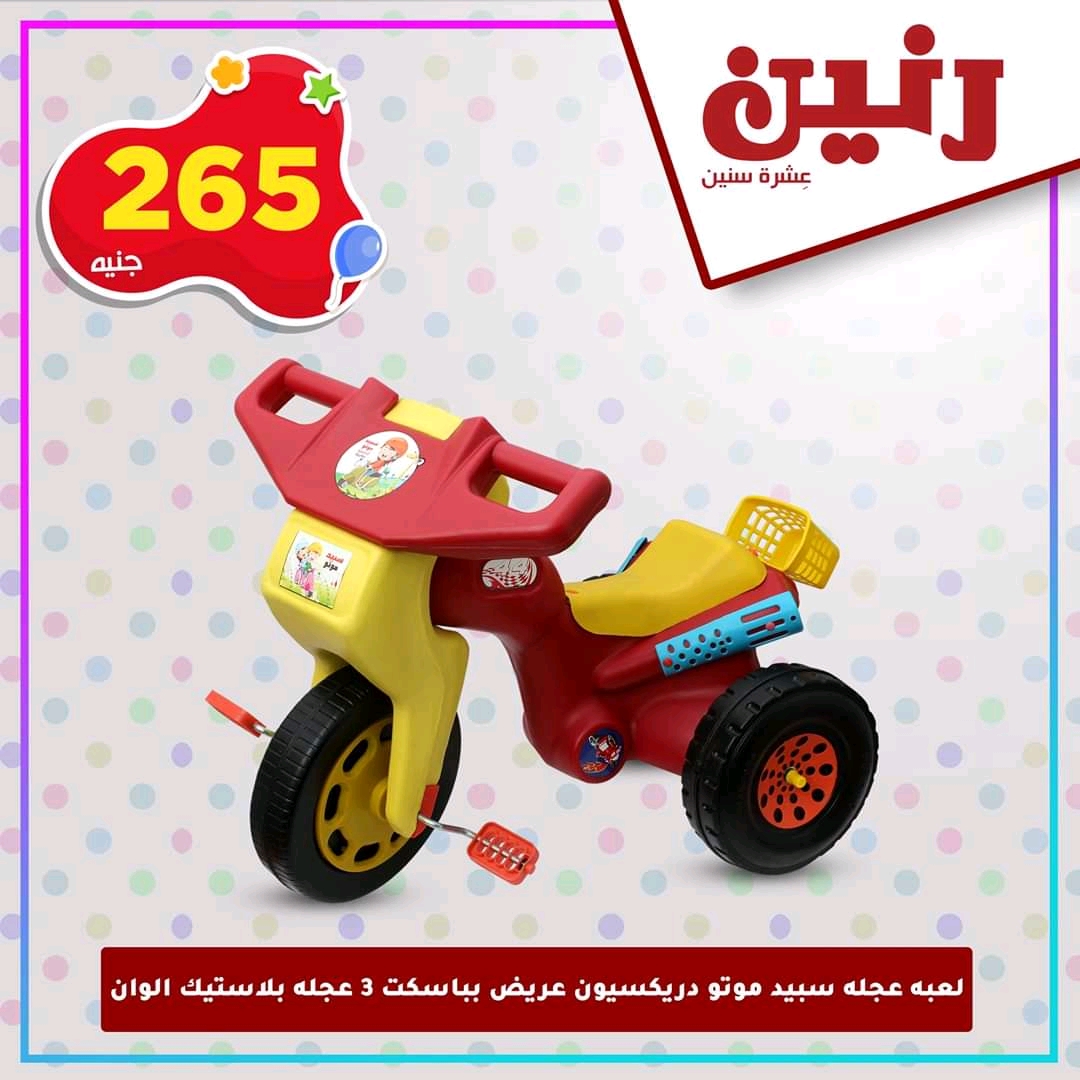 رنين
عِشرة سنين
265
جنيه
سبيد
موتو
لعبه عجله سبيد موتو دريكسيون عريض بباسكت 3 عجله بلاستيك الوان